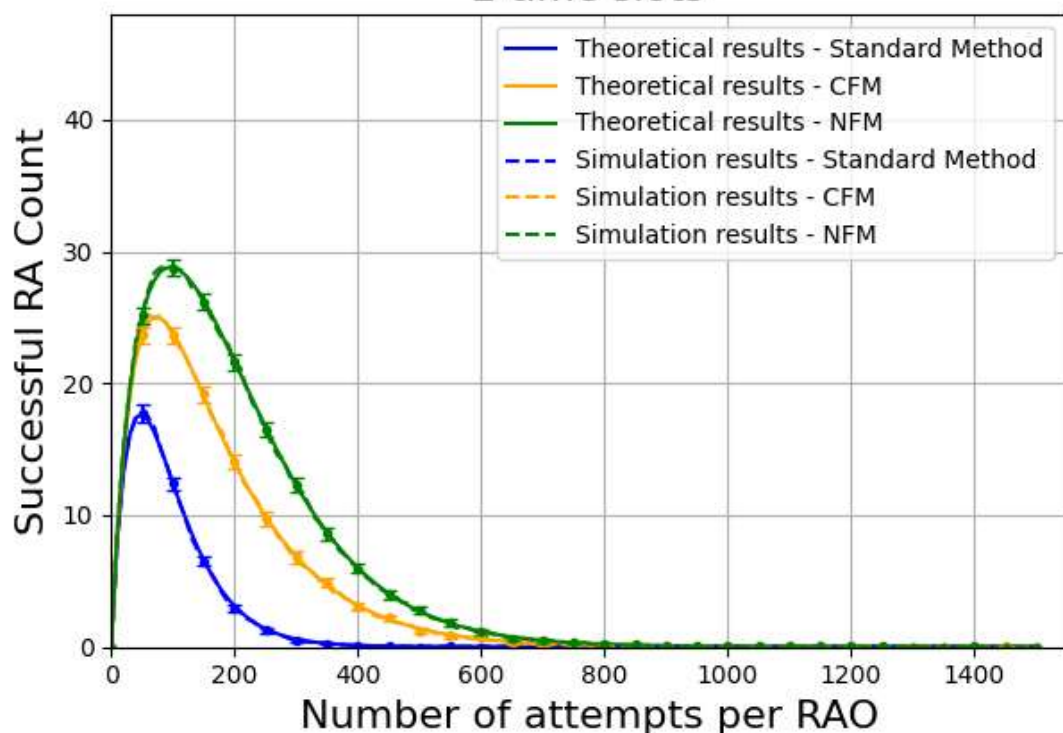 Theoretical results - Standard Method
Theoretical results - CFM
Theoretical results - NFM
Simulation results - Standard Method
Simulation results - CFM
Simulation results - NFM
Successful RA Count
40
30
20
10
0
0 200 400 600 800 1000 1200 1400
Number of attempts per RAO